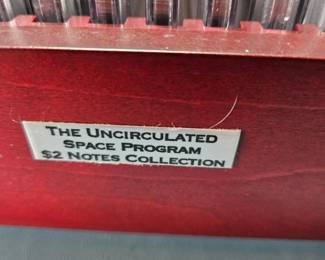 The Uncirculated
Space Program
$2 Notes Collection